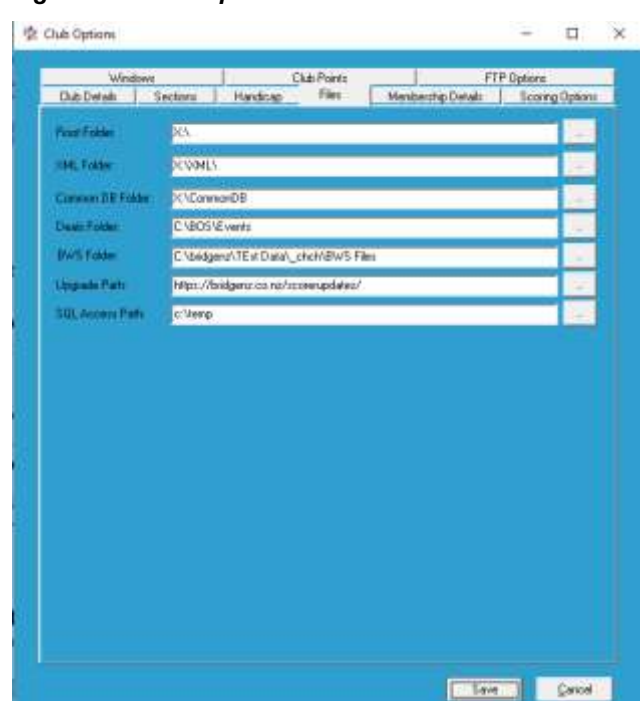 Club Options
Windows Club Points FTP Options
Club Details Sections Handicap Files Membership Details Scoring Options
Root Folder X:\
XML Folder X:\XML\ ...
Common DB Folder X:\CommonDB ...
Deals Folder C:\BOS\Events ...
BWS Folder C:\bridgenz\TEst Data\_chch\BWS Files ...
Upgrade Path https://bridgenz.co.nz/scorerupdates/ ...
SQL Access Path c:\temp ...
Save Cancel